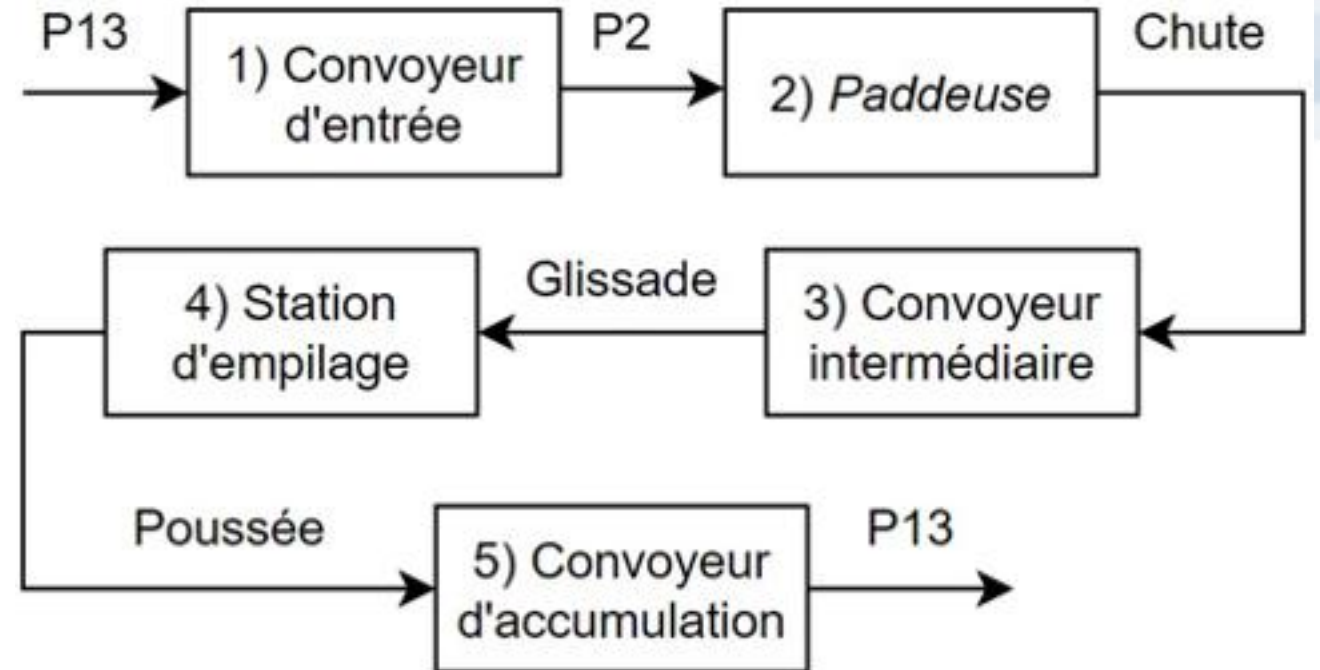 P13
1) Convoyeur
d'entrée
P2
2) Paddeuse
Chute
4) Station
d'empilage
Glissade
3) Convoyeur
intermédiaire
Poussée
5) Convoyeur
d'accumulation
P13